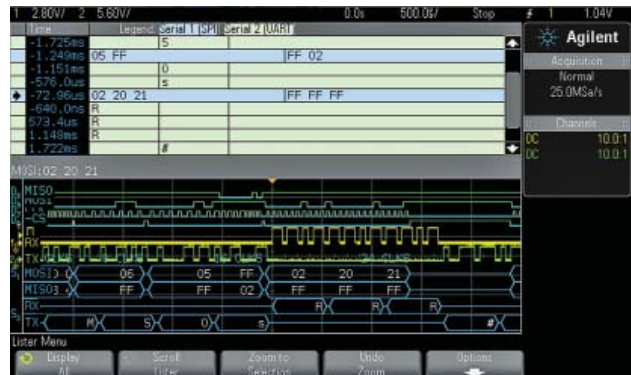 1 2.80V/ 2 5.60V/ 0.0s 500.0s/ Stop 1 1.04V
Time Legend: Serial 1 [SPI] Serial 2 (UART)
-1.725ms S
-1.249ms 05 FF FF 02
-1.151ms 0
-576.0us s
-72.96us 02 20 21 FF FF FF
-640.0ns R
573.4us R
1.148ms R
1.722ms #
Agilent
Acquisition
Normal
25.0MSa/s
Channels
DC 10.0:1
DC 10.0:1
MOSI:02 20 21
MISO
MOSI
-CS
RX
TX
MOSI 06 05 FF 02 20 21
MISO FF FF 02 FF FF FF
RX R R R
TX M S 0 s #
Lister Menu
Display Scroll Zoom to Undo Options
All Lister Selection Zoom